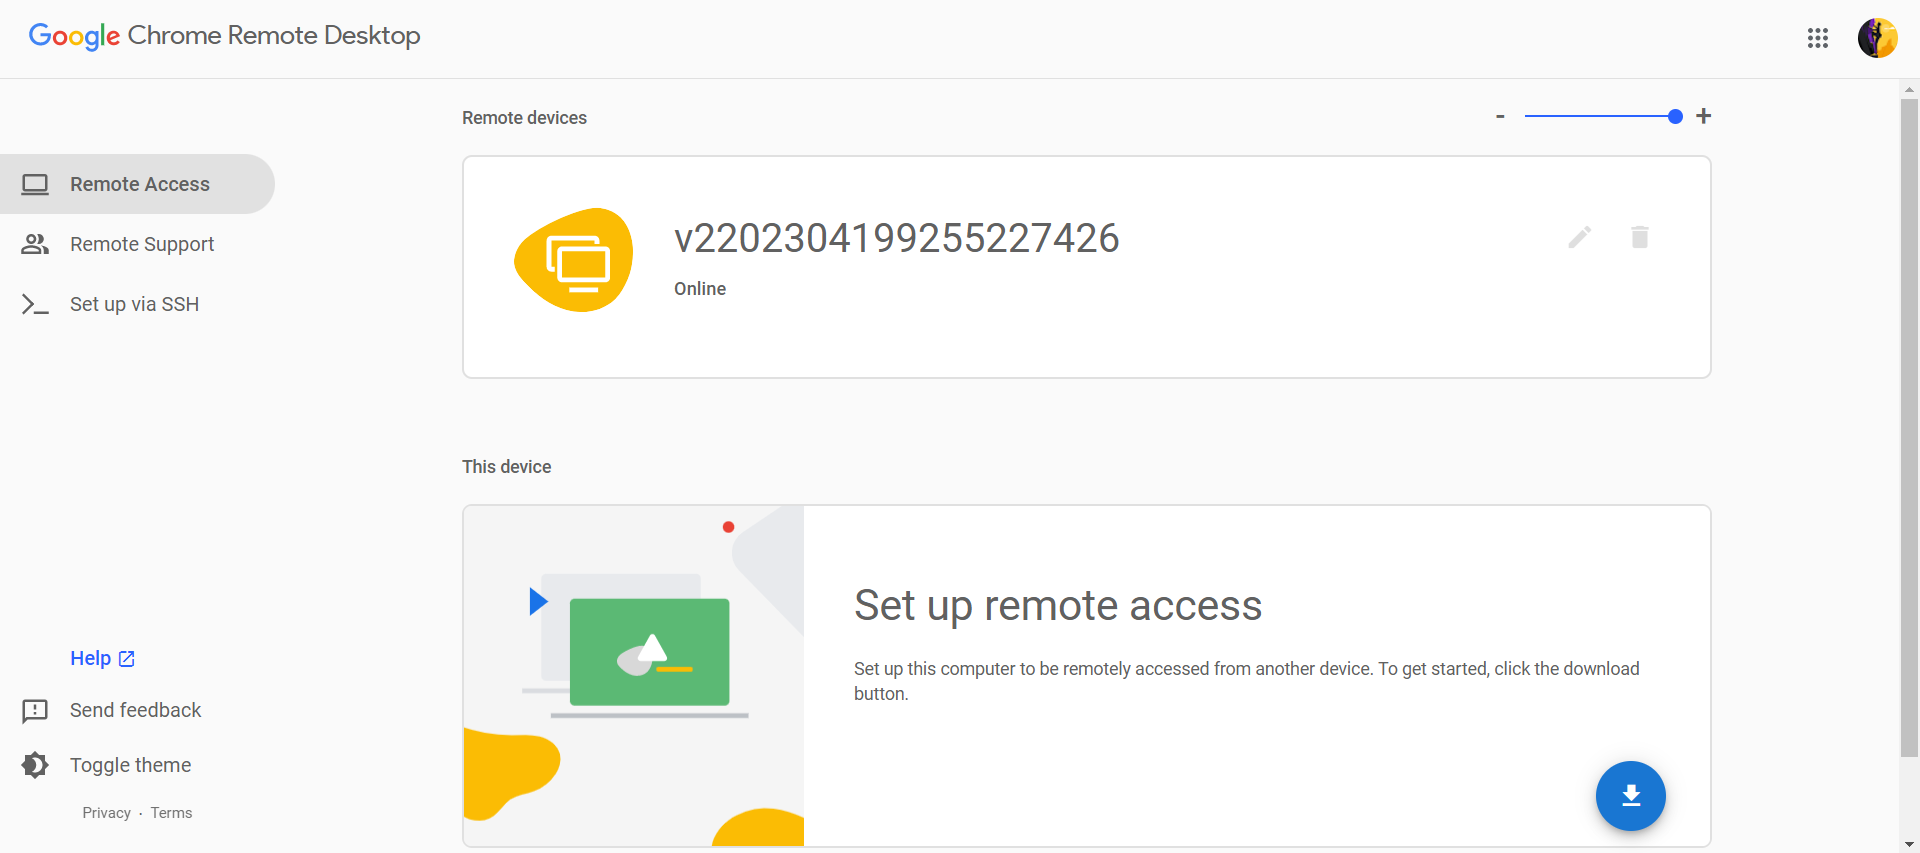 Google Chrome Remote Desktop
Remote devices
- +
Remote Access
v2202304199255227426
Remote Support
Online
Set up via SSH
This device
Set up remote access
Set up this computer to be remotely accessed from another device. To get started, click the download
button.
Help
Send feedback
Toggle theme
Privacy · Terms